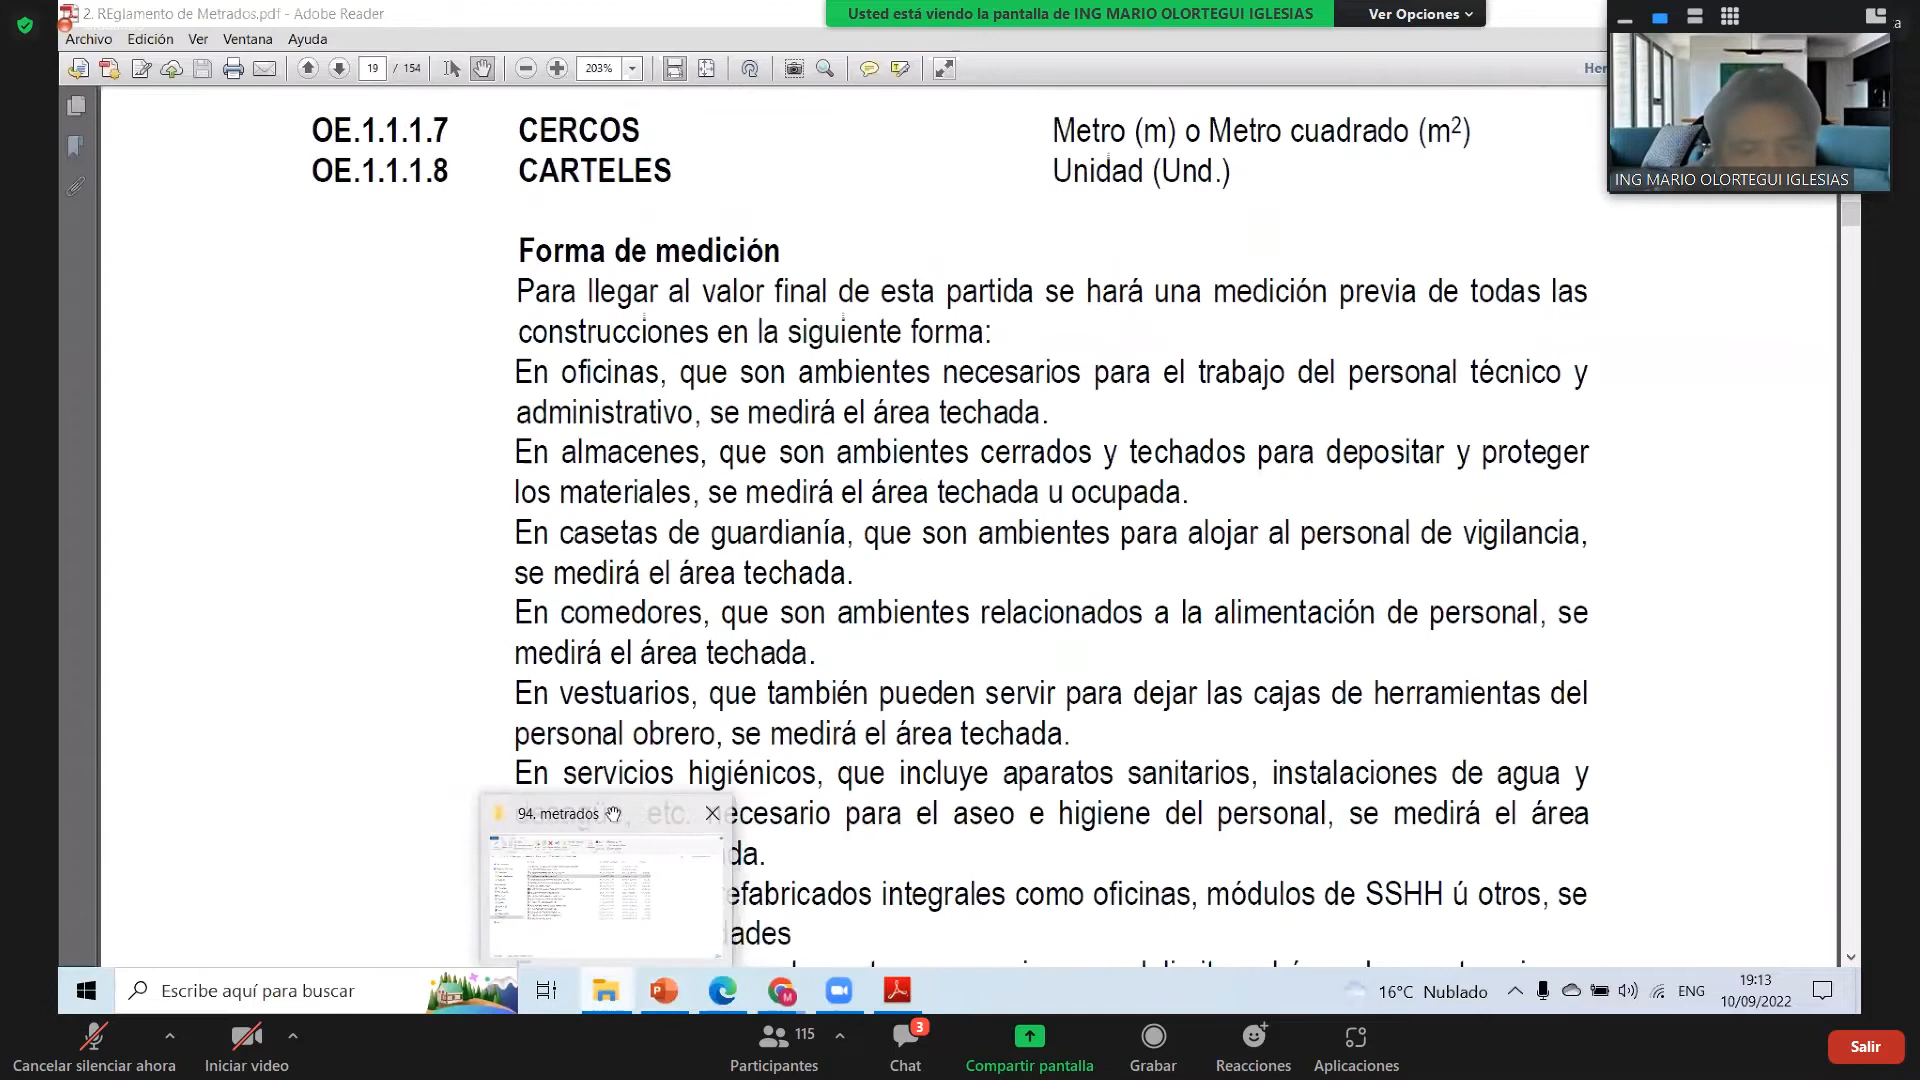 2. REglamento de Metrados.pdf - Adobe Reader
Usted está viendo la pantalla de ING MARIO OLORTEGUI IGLESIAS
Ver Opciones
Archivo Edición Ver Ventana Ayuda
19 / 154
203%
Her
ING MARIO OLORTEGUI IGLESIAS
OE.1.1.1.7 CERCOS Metro (m) o Metro cuadrado (m²)
OE.1.1.1.8 CARTELES Unidad (Und.)
Forma de medición
Para llegar al valor final de esta partida se hará una medición previa de todas las
construcciones en la siguiente forma:
En oficinas, que son ambientes necesarios para el trabajo del personal técnico y
administrativo, se medirá el área techada.
En almacenes, que son ambientes cerrados y techados para depositar y proteger
los materiales, se medirá el área techada u ocupada.
En casetas de guardianía, que son ambientes para alojar al personal de vigilancia,
se medirá el área techada.
En comedores, que son ambientes relacionados a la alimentación de personal, se
medirá el área techada.
En vestuarios, que también pueden servir para dejar las cajas de herramientas del
personal obrero, se medirá el área techada.
En servicios higiénicos, que incluye aparatos sanitarios, instalaciones de agua y
etc. necesario para el aseo e higiene del personal, se medirá el área
da.
efabricados integrales como oficinas, módulos de SSHH ú otros, se
dades
94. metrados
Escribe aquí para buscar
16°C Nublado
ENG
19:13
10/09/2022
Cancelar silenciar ahora
Iniciar video
115
Participantes
3
Chat
Compartir pantalla
Grabar
Reacciones
Aplicaciones
Salir